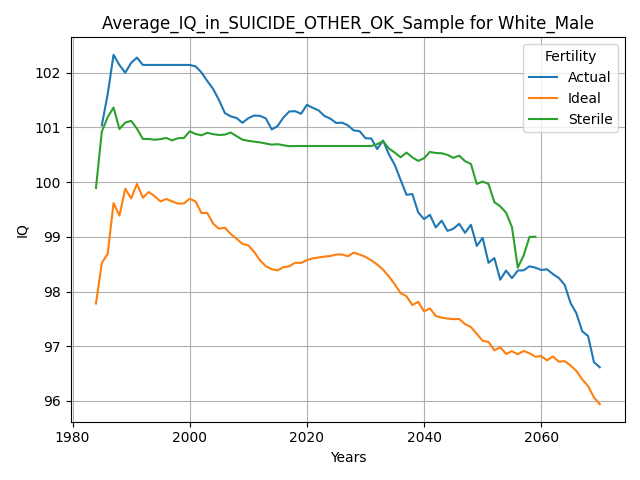 Average_IQ_in_SUICIDE_OTHER_OK_Sample for White_Male
Fertility
Actual
Ideal
Sterile
102
101
100
99
98
97
96
IQ
1980
2000
2020
2040
2060
Years